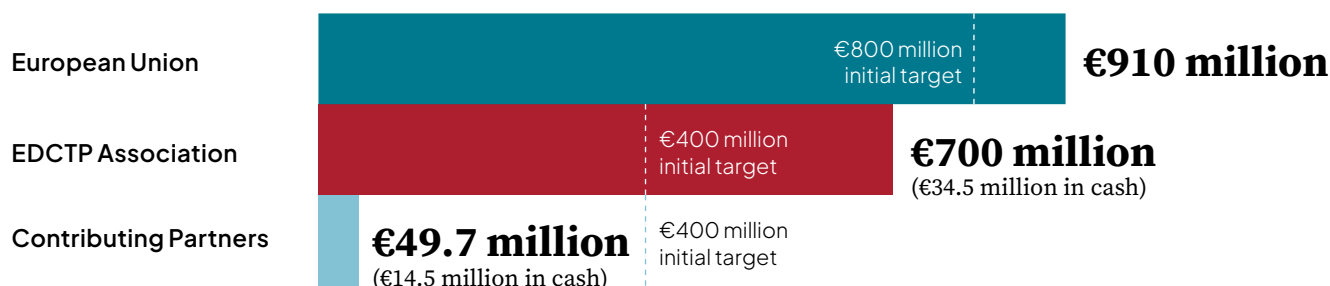 European Union
€800 million
initial target
€910 million
EDCTP Association
€400 million
initial target
€700 million
(€34.5 million in cash)
Contributing Partners
€49.7 million
(€14.5 million in cash)
€400 million
initial target